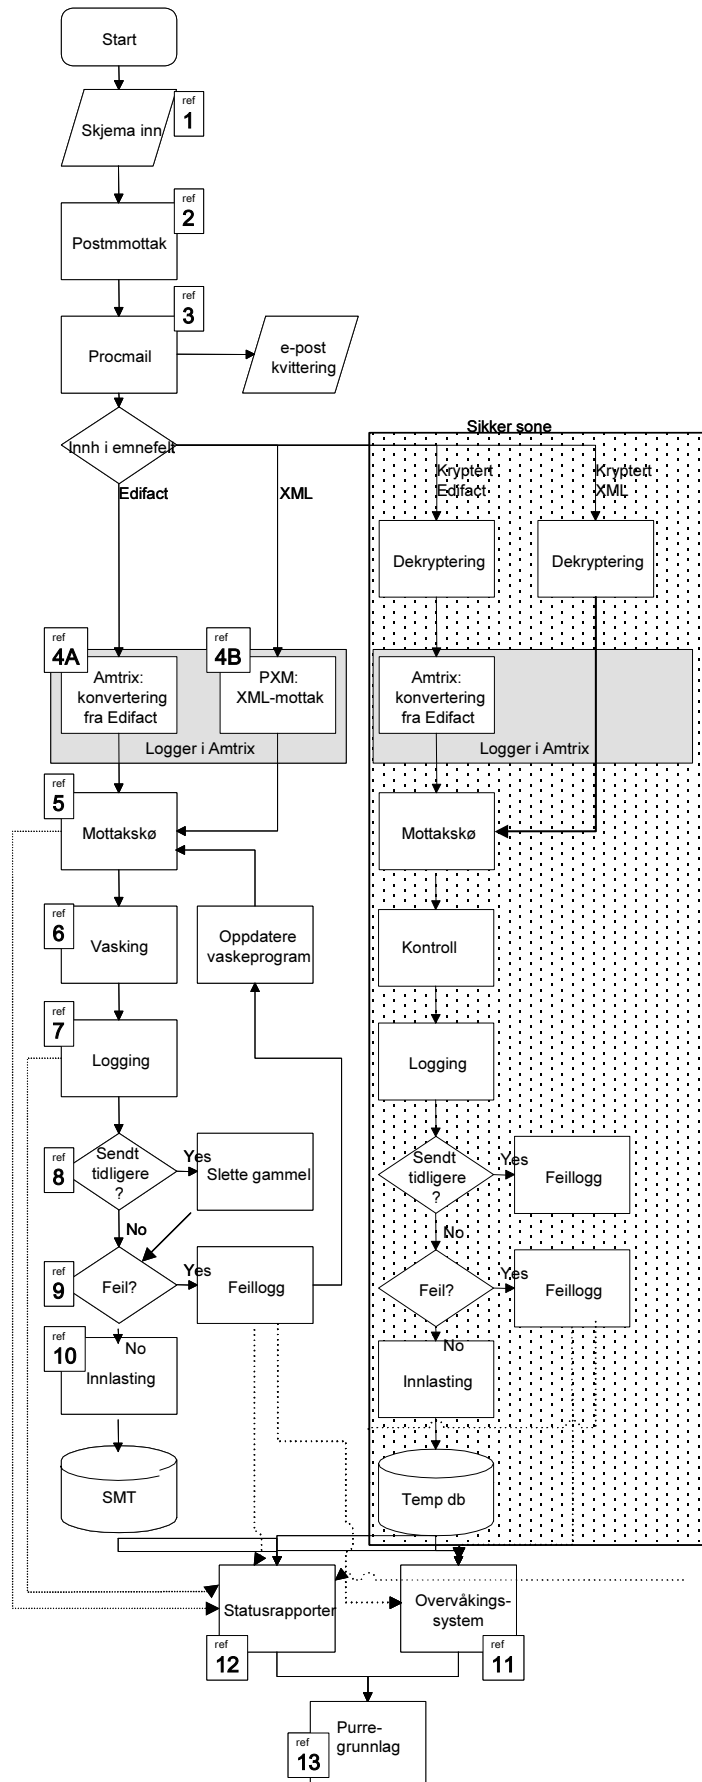 Start
ref
1
Skjema inn
ref
2
Postmmottak
ref
3
Procmail
e-post
kvittering
Innh i emnefelt
Sikker sone
Edifact
XML
Kryptert
Edifact
Kryptert
XML
Dekryptering
Dekryptering
ref
4A
Amtrix:
konvertering
fra Edifact
ref
4B
PXM:
XML-mottak
Logger i Amtrix
Amtrix:
konvertering
fra Edifact
Logger i Amtrix
ref
5
Mottakskø
Mottakskø
ref
6
Vasking
Oppdatere
vaskeprogram
Kontroll
ref
7
Logging
Logging
ref
8
Sendt
tidligere
?
Yes
Slette gammel
No
Sendt
tidligere
?
Yes
Feillogg
No
ref
9
Feil?
Yes
Feillogg
No
Feil?
Yes
Feillogg
No
ref
10
Innlasting
Innlasting
SMT
Temp db
Statusrapporter
ref
12
Overvåkings-
system
ref
11
Purre-
grunnlag
ref
13